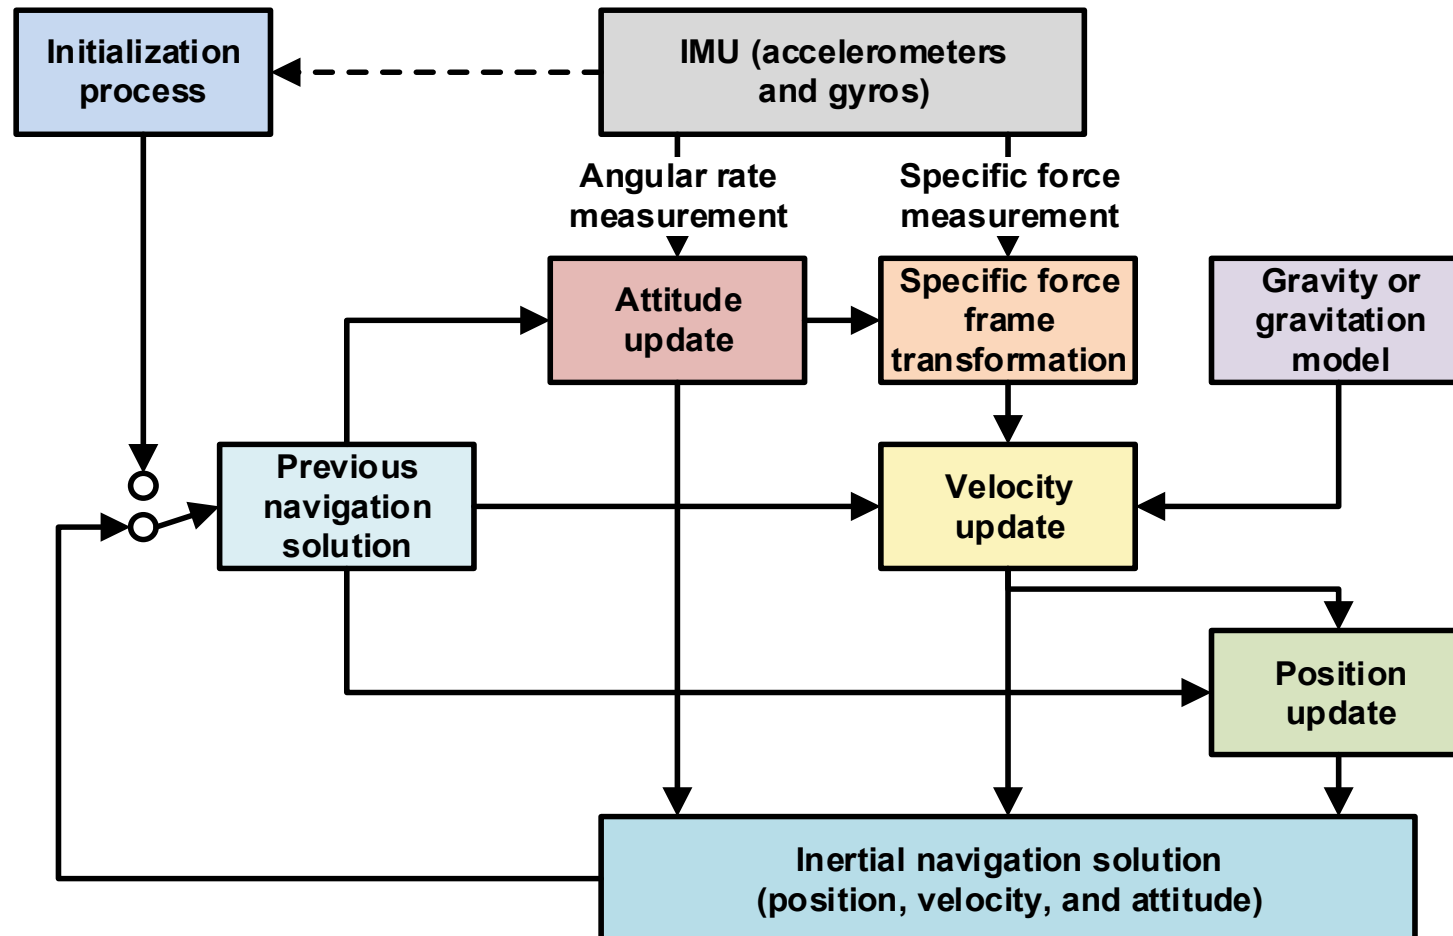 Initialization
process
IMU (accelerometers
and gyros)
Angular rate
measurement
Specific force
measurement
Attitude
update
Specific force
frame
transformation
Gravity or
gravitation
model
Previous
navigation
solution
Velocity
update
Position
update
Inertial navigation solution
(position, velocity, and attitude)